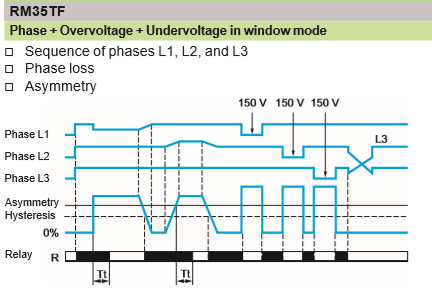 RM35TF
Phase + Overvoltage + Undervoltage in window mode
Sequence of phases L1, L2, and L3
Phase loss
Asymmetry
150 V 150 V 150 V
Phase L1
L3
Phase L2
Phase L3
Asymmetry
Hysteresis
0%
Relay R
Tt Tt